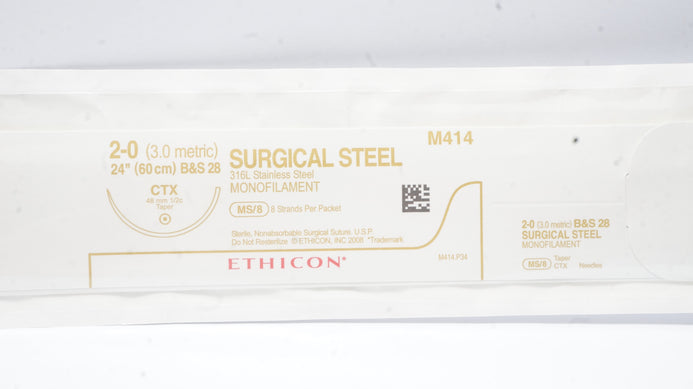 2-0 (3.0 metric)
24" (60 cm) B&S 28
CTX
48 mm 1/2c
Taper
SURGICAL STEEL
316L Stainless Steel
MONOFILAMENT
MS/8 8 Strands Per Packet
M414
Sterile, Nonabsorbable Surgical Suture, U.S.P.
Do Not Resterilize ©ETHICON, INC 2008 *Trademark
ETHICON*
M414.P34
2-0 (3.0 metric) B&S 28
SURGICAL STEEL
MONOFILAMENT
MS/8 Taper
CTX Needles